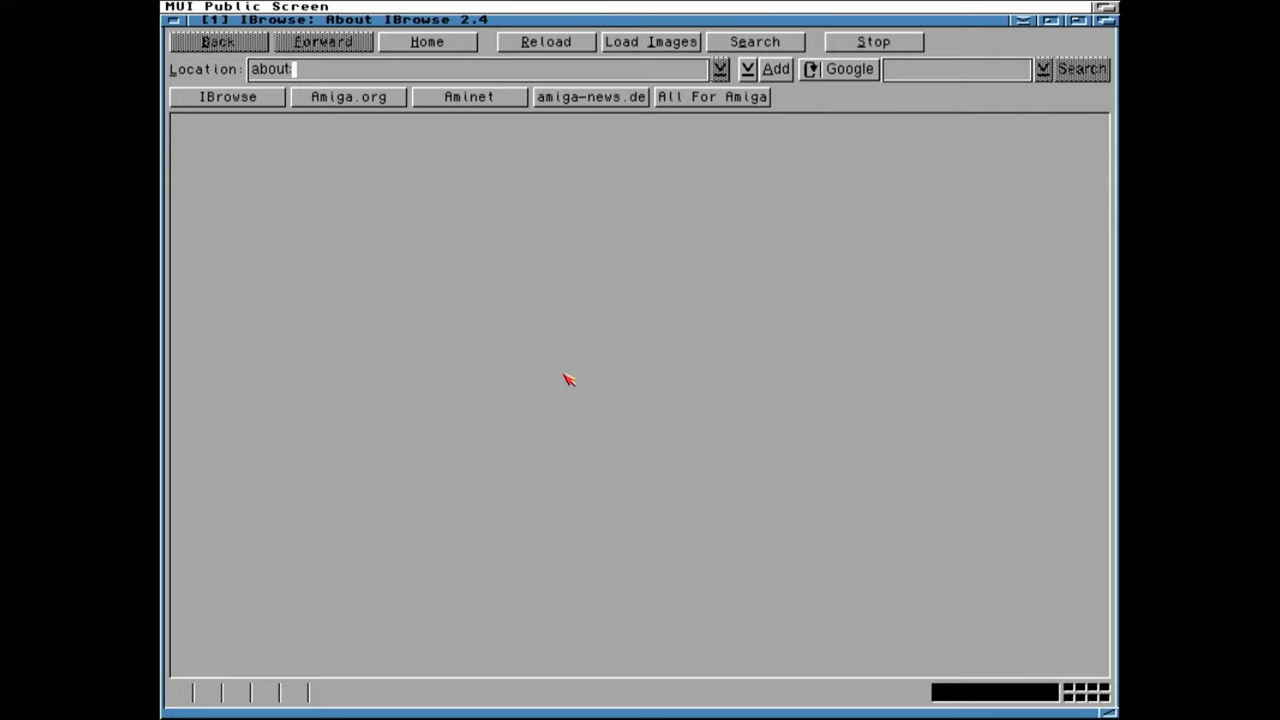 MUI Public Screen
[1] IBrowse: About IBrowse 2.4
Back Forward Home Reload Load Images Search Stop
Location: about: Add Google Search
IBrowse Amiga.org Aminet amiga-news.de All For Amiga